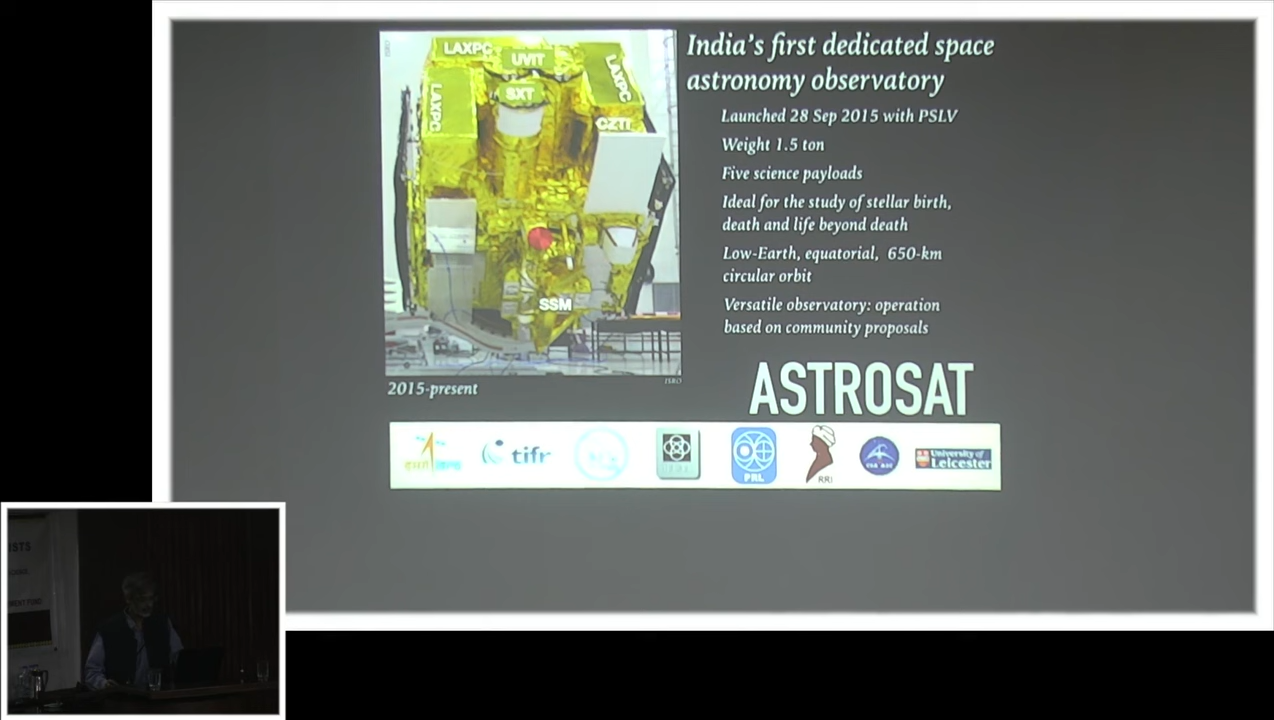 India's first dedicated space
astronomy observatory
LAXPC
UVIT
LAXPC
SXT
LAXPC
CZTI
SSM
Launched 28 Sep 2015 with PSLV
Weight 1.5 ton
Five science payloads
Ideal for the study of stellar birth,
death and life beyond death
Low-Earth, equatorial, 650-km
circular orbit
Versatile observatory: operation
based on community proposals
ISRO
2015-present
ASTROSAT
tifr
PRL
RRI
CSA ASC
University of
Leicester